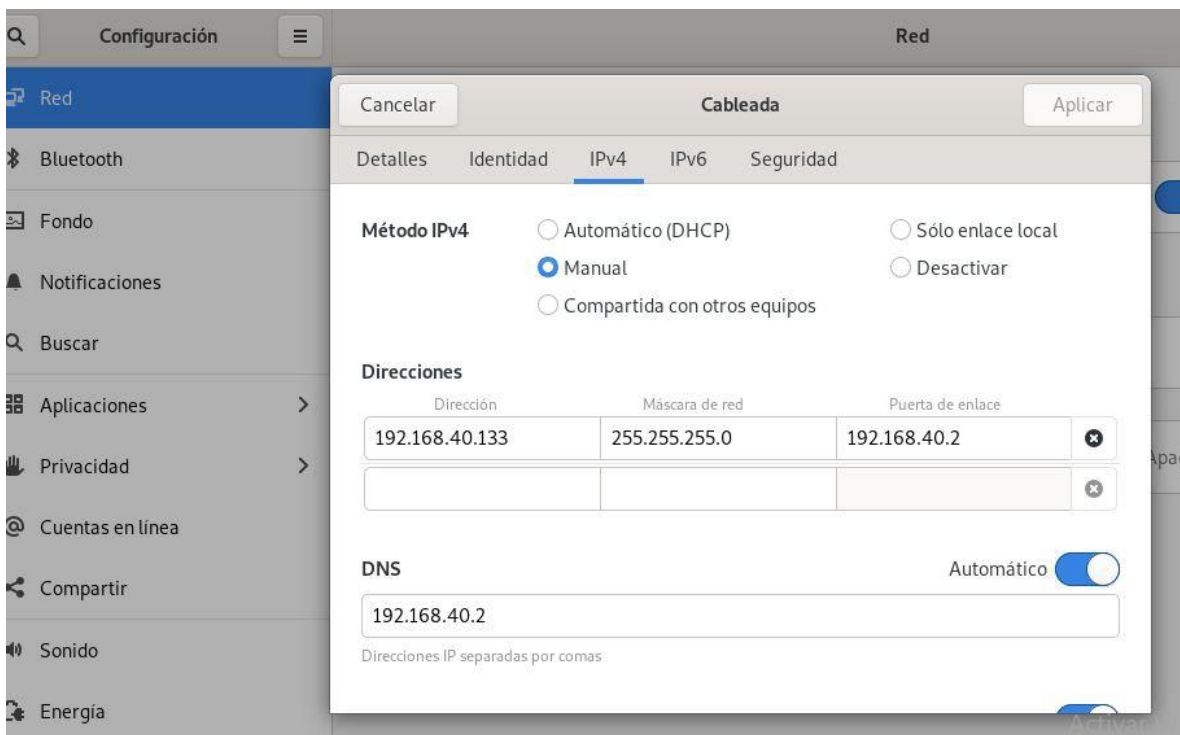 Configuración
Red
Red
Bluetooth
Fondo
Notificaciones
Buscar
Aplicaciones
Privacidad
Cuentas en línea
Compartir
Sonido
Energía
Cancelar
Cableada
Aplicar
Detalles Identidad IPv4 IPv6 Seguridad
Método IPv4
Automático (DHCP)
Sólo enlace local
Manual
Desactivar
Compartida con otros equipos
Direcciones
Dirección Máscara de red Puerta de enlace
192.168.40.133 255.255.255.0 192.168.40.2
DNS
Automático
192.168.40.2
Direcciones IP separadas por comas
Activar